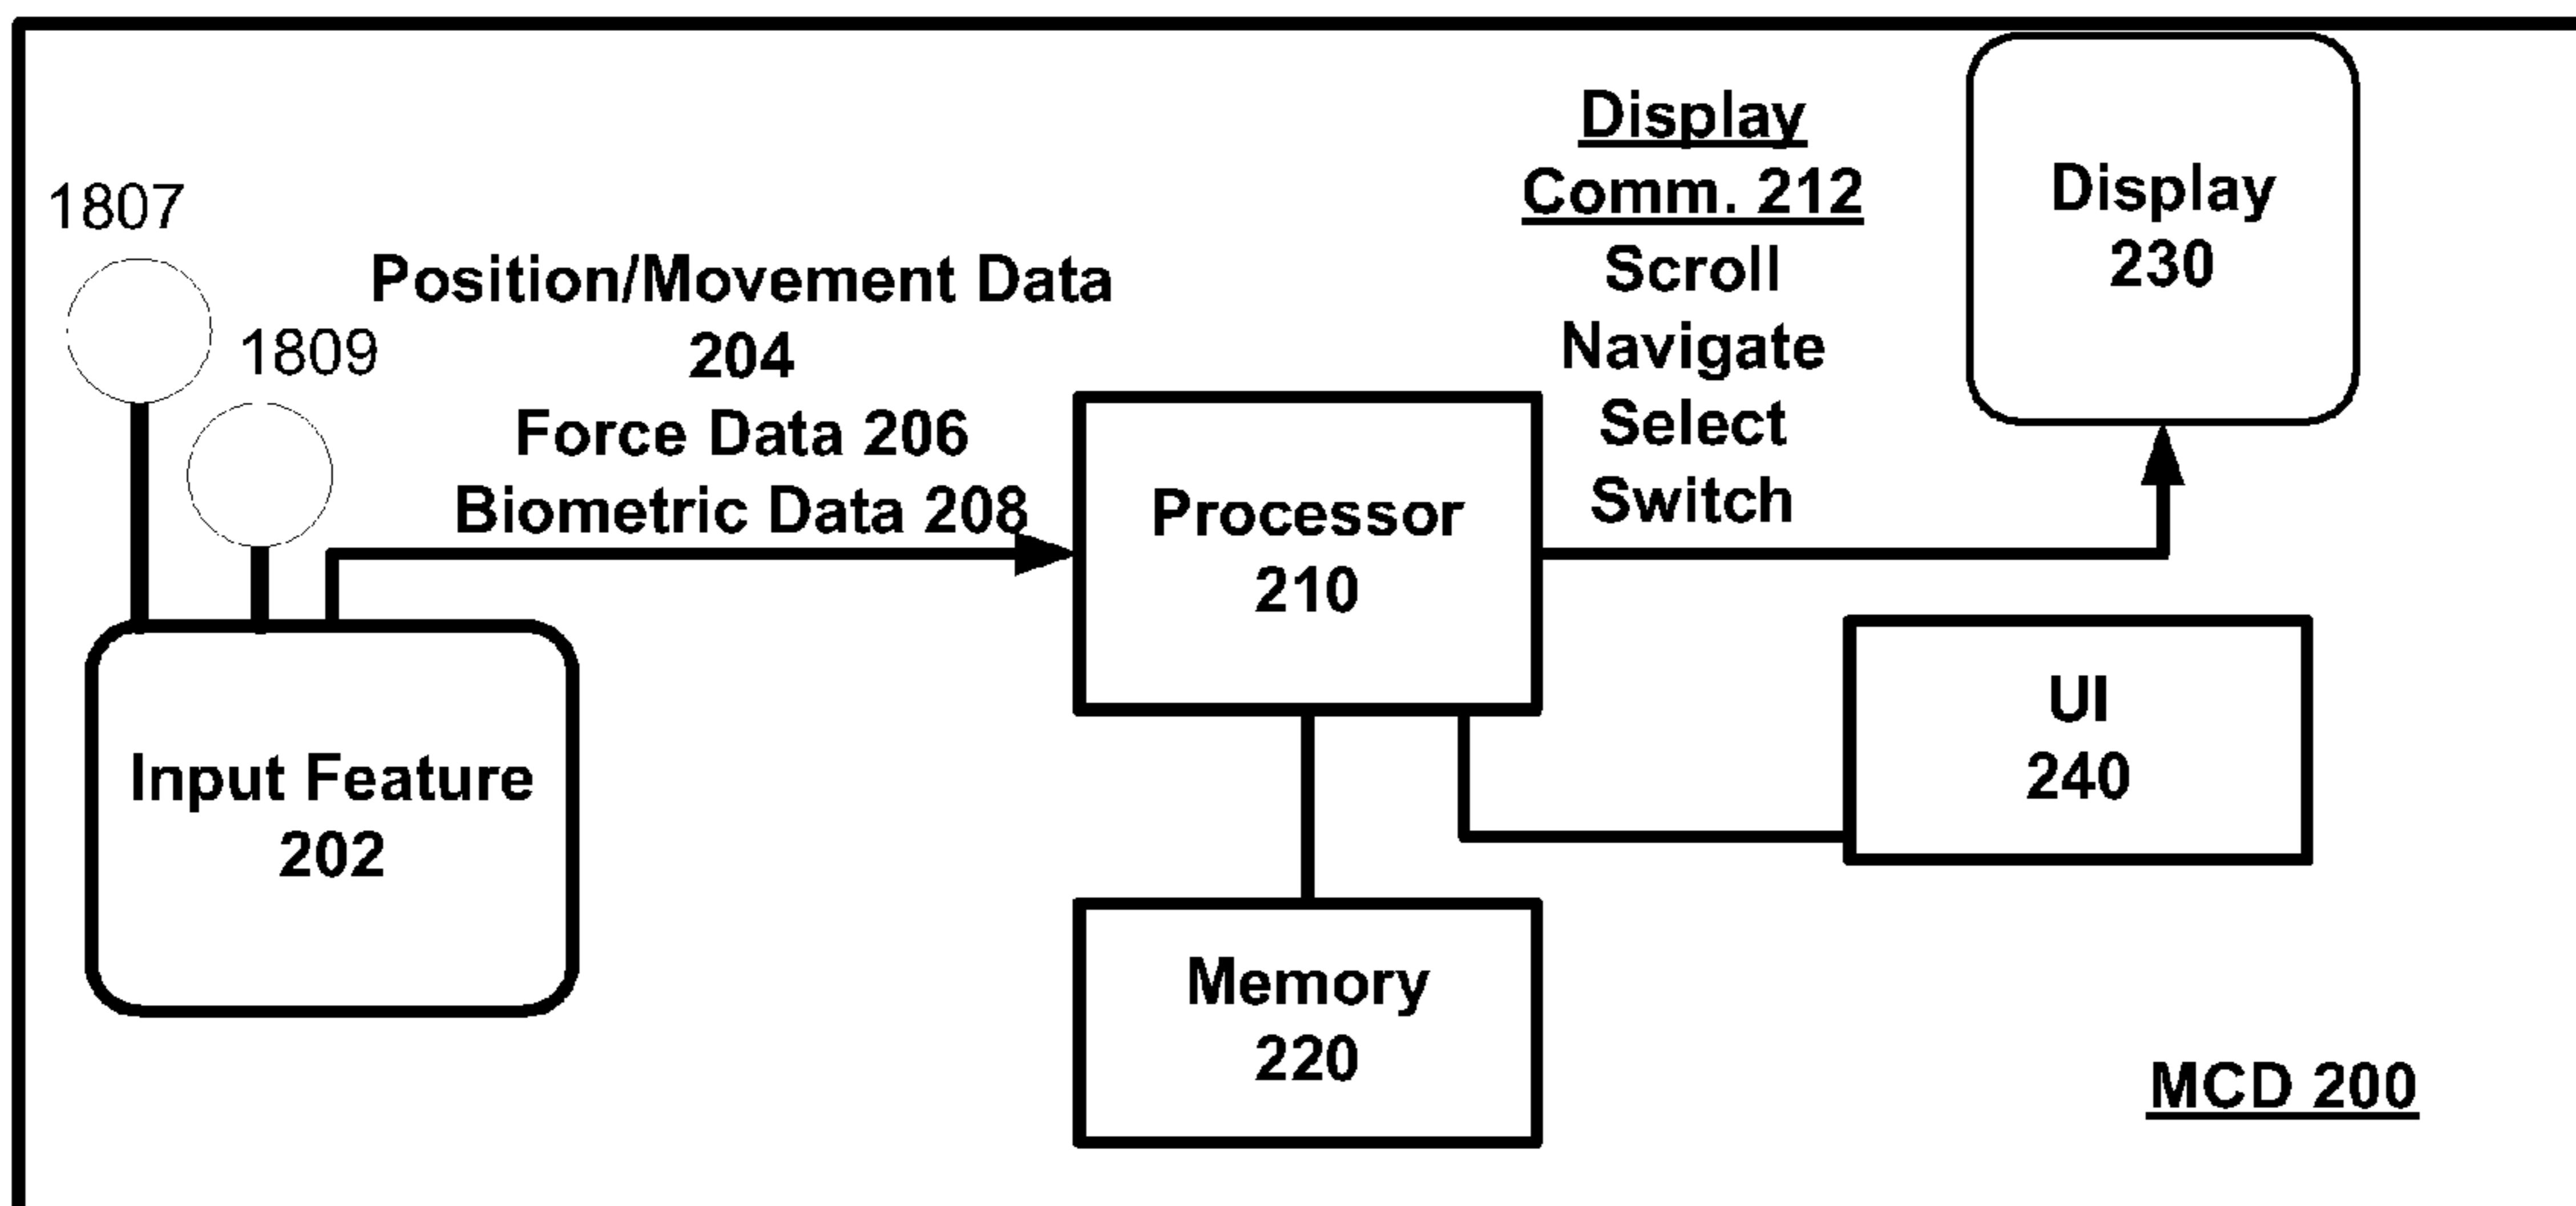 1807
1809
Position/Movement Data
204
Force Data 206
Biometric Data 208
Display
Comm. 212
Scroll
Navigate
Select
Switch
Display
230
Processor
210
Input Feature
202
UI
240
Memory
220
MCD 200